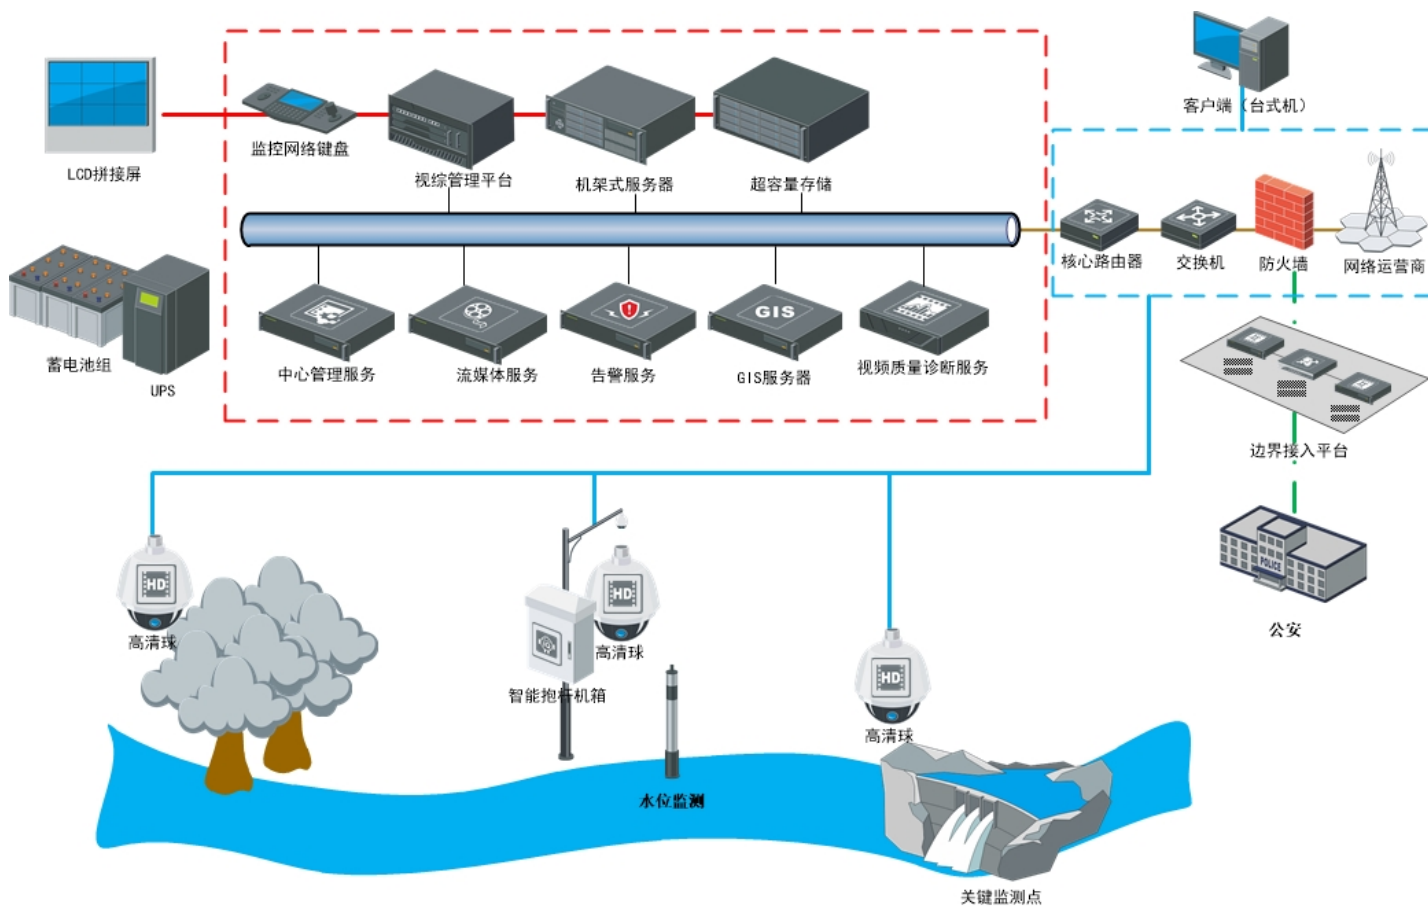 客户端（台式机）
监控网络键盘
LCD拼接屏
视综管理平台
机架式服务器
超容量存储
核心路由器
交换机
防火墙
网络运营商
GIS
蓄电池组
UPS
中心管理服务
流媒体服务
告警服务
GIS服务器
视频质量诊断服务
边界接入平台
POLICE
公安
HD
高清球
HD
高清球
智能抱杆机箱
HD
高清球
水位监测
关键监测点